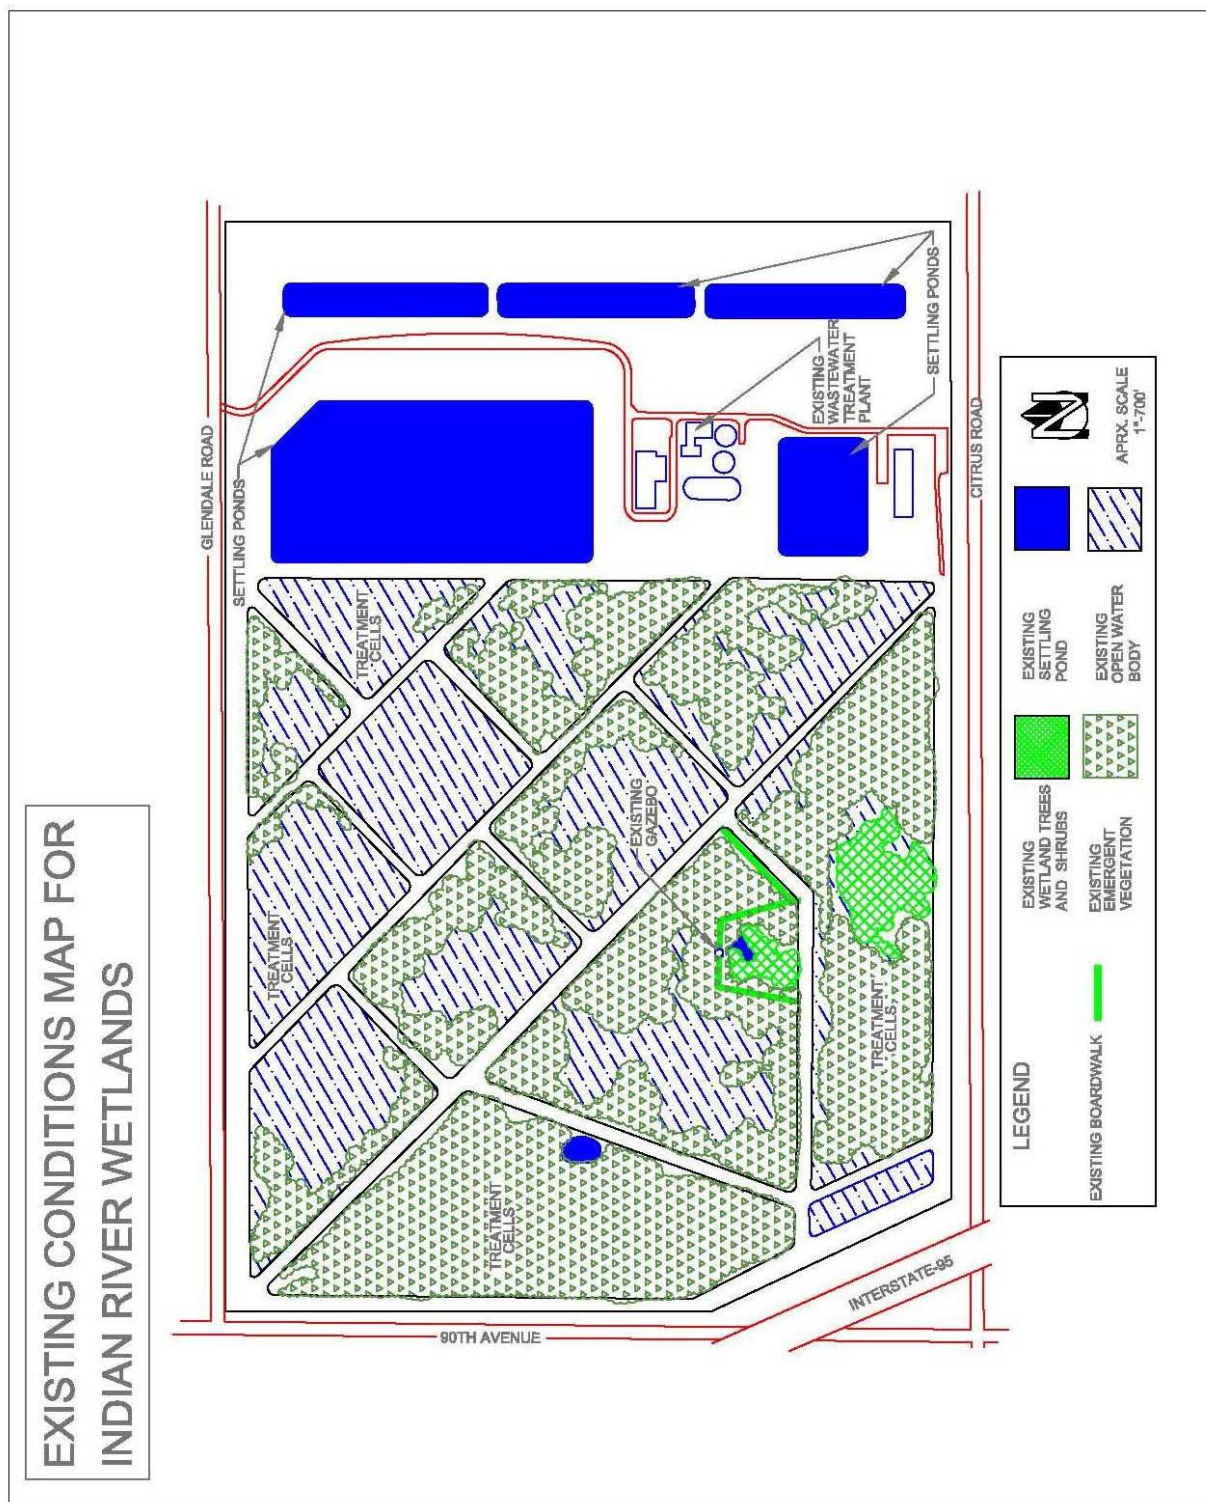 EXISTING CONDITIONS MAP FOR
INDIAN RIVER WETLANDS
GLENDALE ROAD
SETTLING PONDS
TREATMENT
CELLS
TREATMENT
CELLS
TREATMENT
CELLS
TREATMENT
CELLS
EXISTING
GAZEBO
EXISTING
WASTEWATER
TREATMENT
PLANT
SETTLING PONDS
90TH AVENUE
INTERSTATE-95
CITRUS ROAD
LEGEND
EXISTING BOARDWALK
EXISTING
WETLAND TREES
AND SHRUBS
EXISTING
EMERGENT
VEGETATION
EXISTING
SETTLING
POND
EXISTING
OPEN WATER
BODY
N
APRX. SCALE
1"-700'